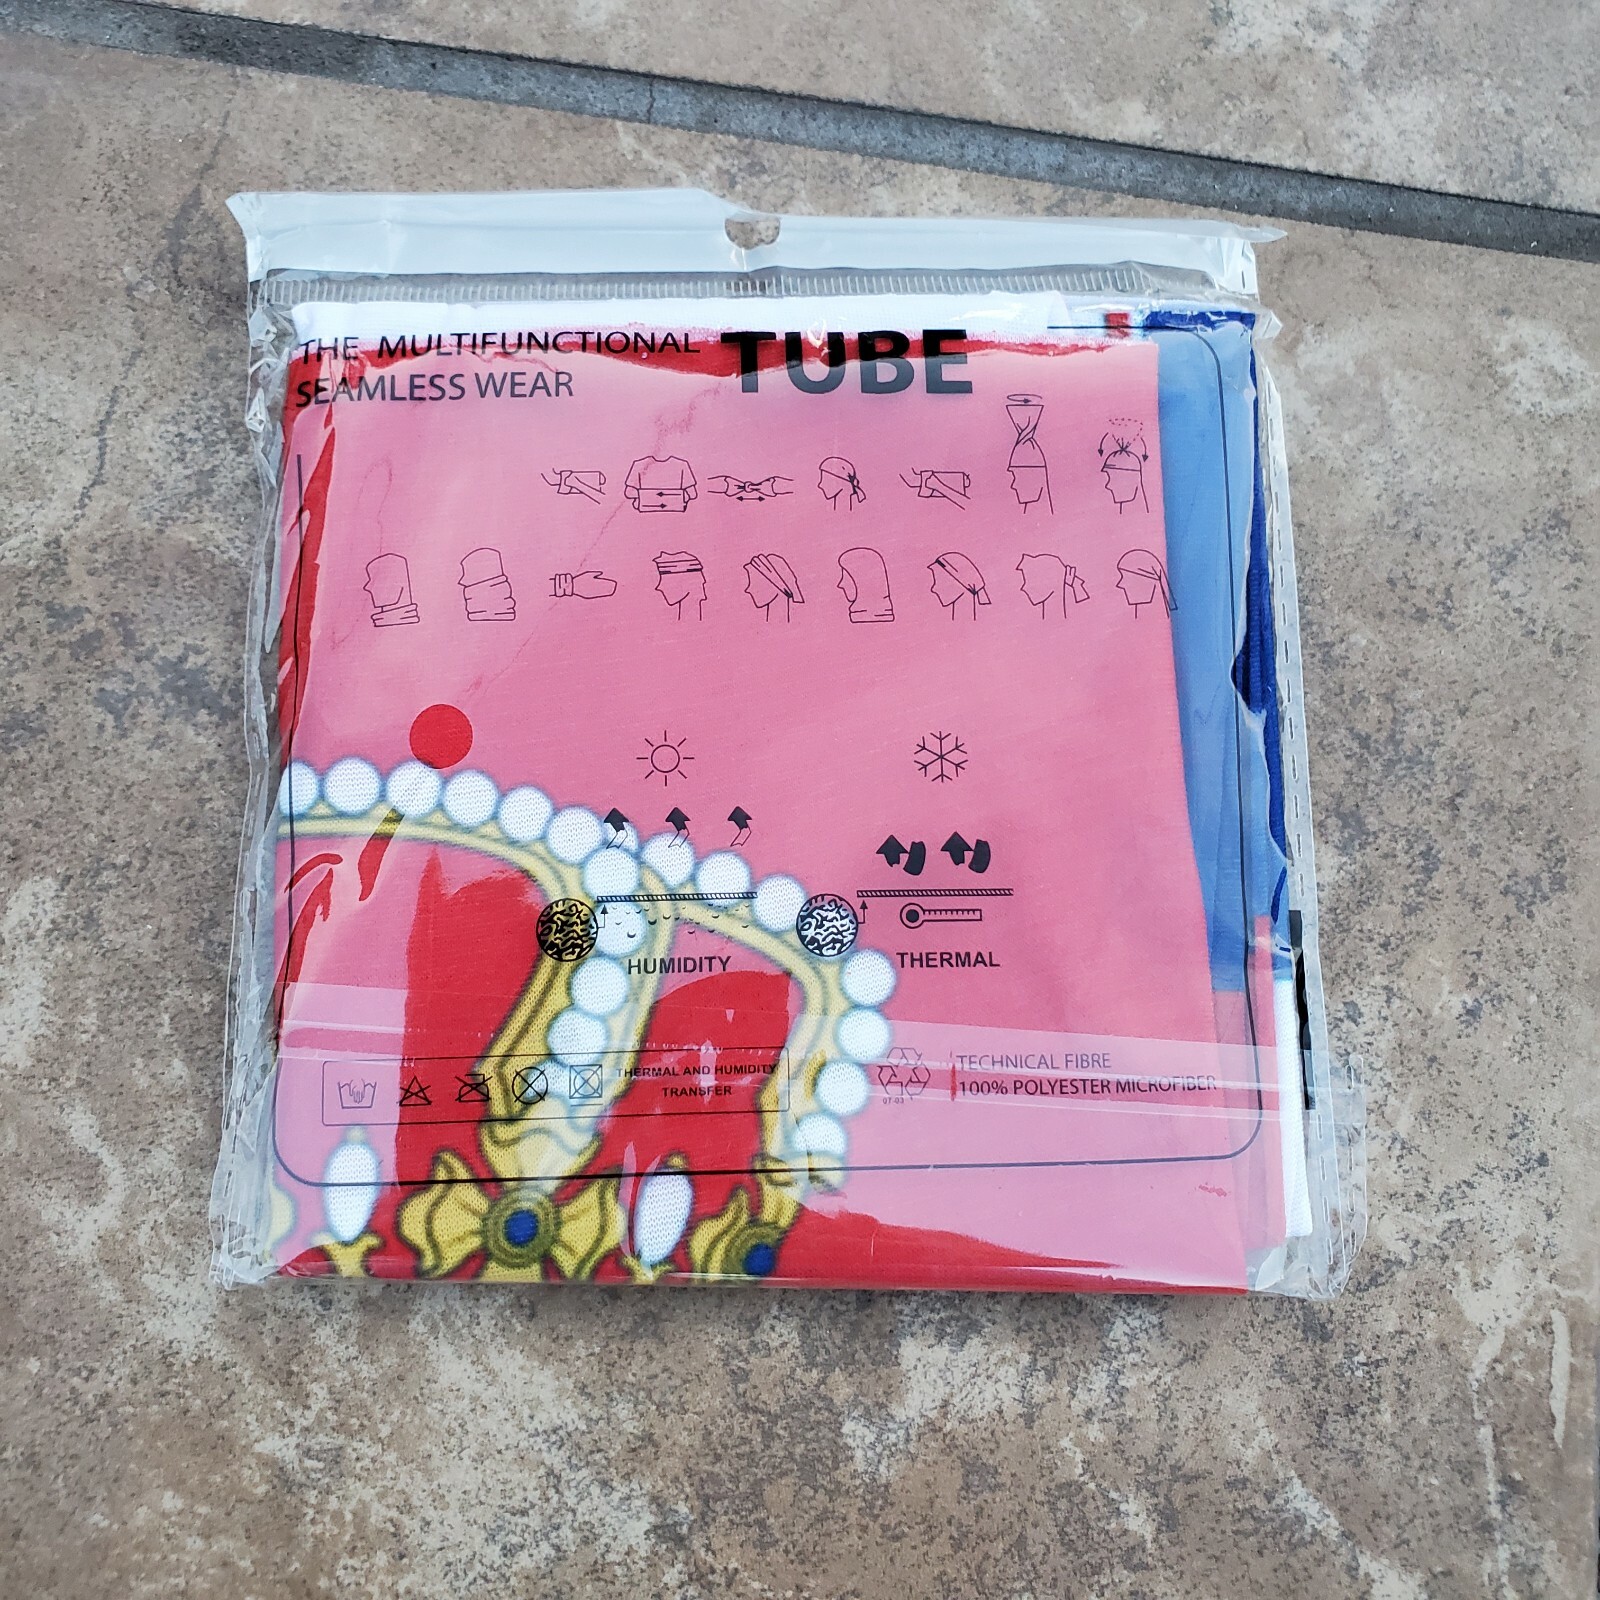 THE MULTIFUNCTIONAL TUBE
SEAMLESS WEAR
HUMIDITY
THERMAL
THERMAL AND HUMIDITY
TRANSFER
TECHNICAL FIBRE
100% POLYESTER MICROFIBER